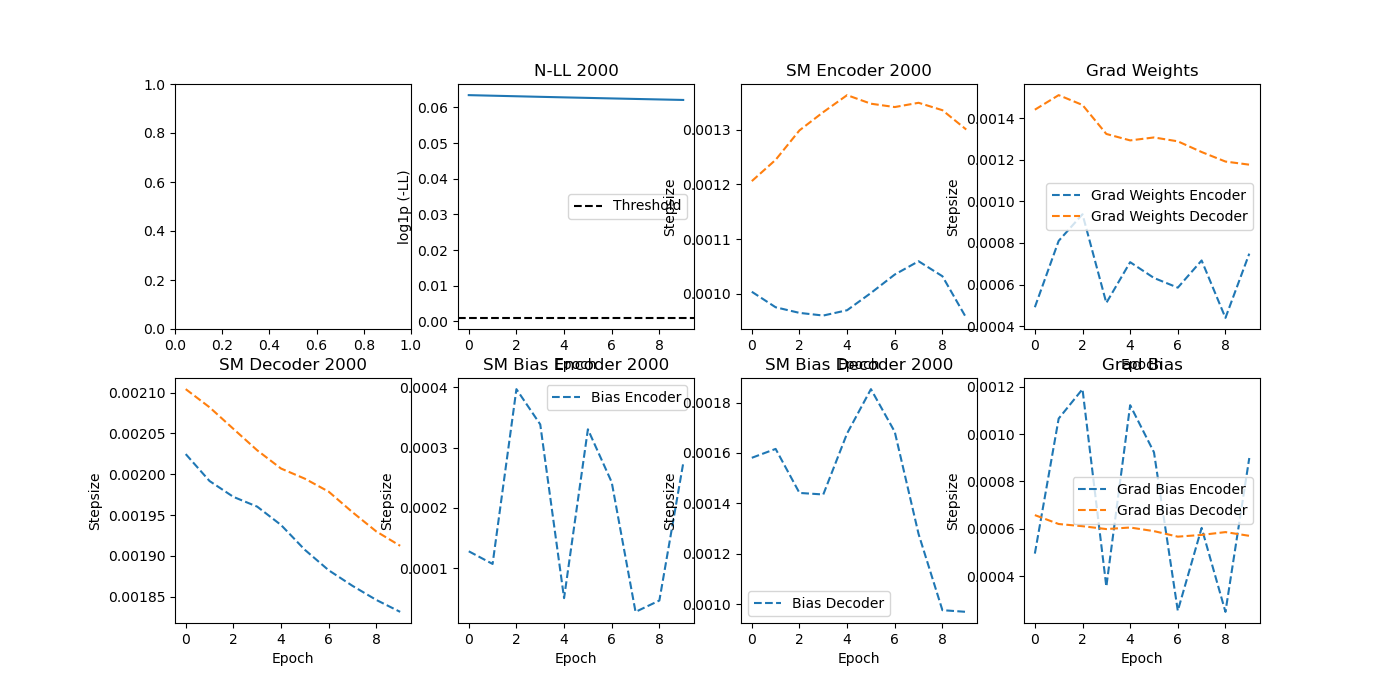 1.0
0.8
0.6
0.4
0.2
0.0
0.0 0.2 0.4 0.6 0.8 1.0
N-LL 2000
log1p (-LL)
0.06
0.05
0.04
0.03
0.02
0.01
0.00
Threshold
0 2 4 6 8
Epoch
SM Encoder 2000
Stepsize
0.0013
0.0012
0.0011
0.0010
0 2 4 6 8
Epoch
Grad Weights
Stepsize
0.0014
0.0012
0.0010
0.0008
0.0006
0.0004
Grad Weights Encoder
Grad Weights Decoder
0 2 4 6 8
Epoch
SM Decoder 2000
Stepsize
0.00210
0.00205
0.00200
0.00195
0.00190
0.00185
0 2 4 6 8
Epoch
SM Bias Encoder 2000
Stepsize
0.0004
0.0003
0.0002
0.0001
Bias Encoder
0 2 4 6 8
Epoch
SM Bias Decoder 2000
Stepsize
0.0018
0.0016
0.0014
0.0012
0.0010
Bias Decoder
0 2 4 6 8
Epoch
Grad Bias
Stepsize
0.0012
0.0010
0.0008
0.0006
0.0004
Grad Bias Encoder
Grad Bias Decoder
0 2 4 6 8
Epoch